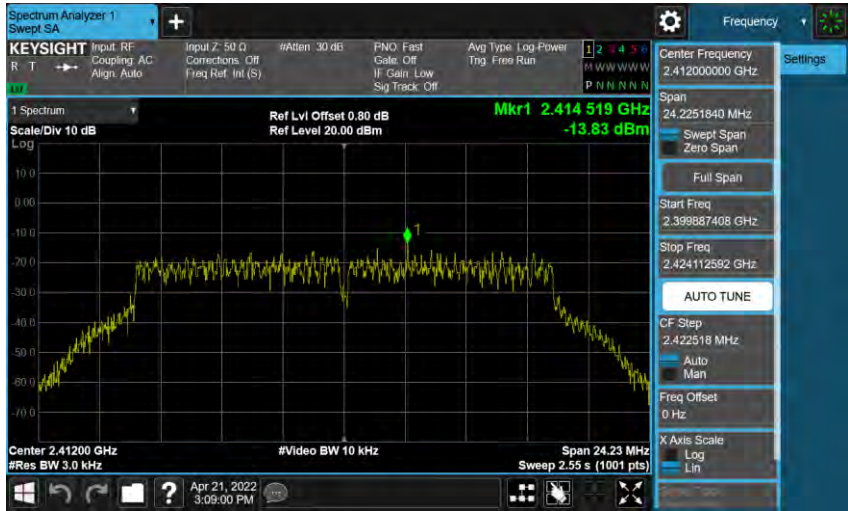 Spectrum Analyzer 1
Swept SA
Frequency
KEYSIGHT
R T
Input: RF
Coupling: AC
Align: Auto
Input Z: 50 Ω
Corrections: Off
Freq Ref: Int (S)
#Atten: 30 dB
PNO: Fast
Gate: Off
IF Gain: Low
Sig Track: Off
Avg Type: Log-Power
Trig: Free Run
1 2 3 4 5 6
M W W W W W
P N N N N N
1 Spectrum
Scale/Div 10 dB
Ref Lvl Offset 0.80 dB
Ref Level 20.00 dBm
Mkr1 2.414 519 GHz
-13.83 dBm
Log
10.0
0.00
-10.0
-20.0
-30.0
-40.0
-50.0
-60.0
-70.0
1
Center 2.41200 GHz
#Res BW 3.0 kHz
#Video BW 10 kHz
Span 24.23 MHz
Sweep 2.55 s (1001 pts)
Apr 21, 2022
3:09:00 PM
?
Settings
Center Frequency
2.412000000 GHz
Span
24.2251840 MHz
Swept Span
Zero Span
Full Span
Start Freq
2.399887408 GHz
Stop Freq
2.424112592 GHz
AUTO TUNE
CF Step
2.422518 MHz
Auto
Man
Freq Offset
0 Hz
X Axis Scale
Log
Lin